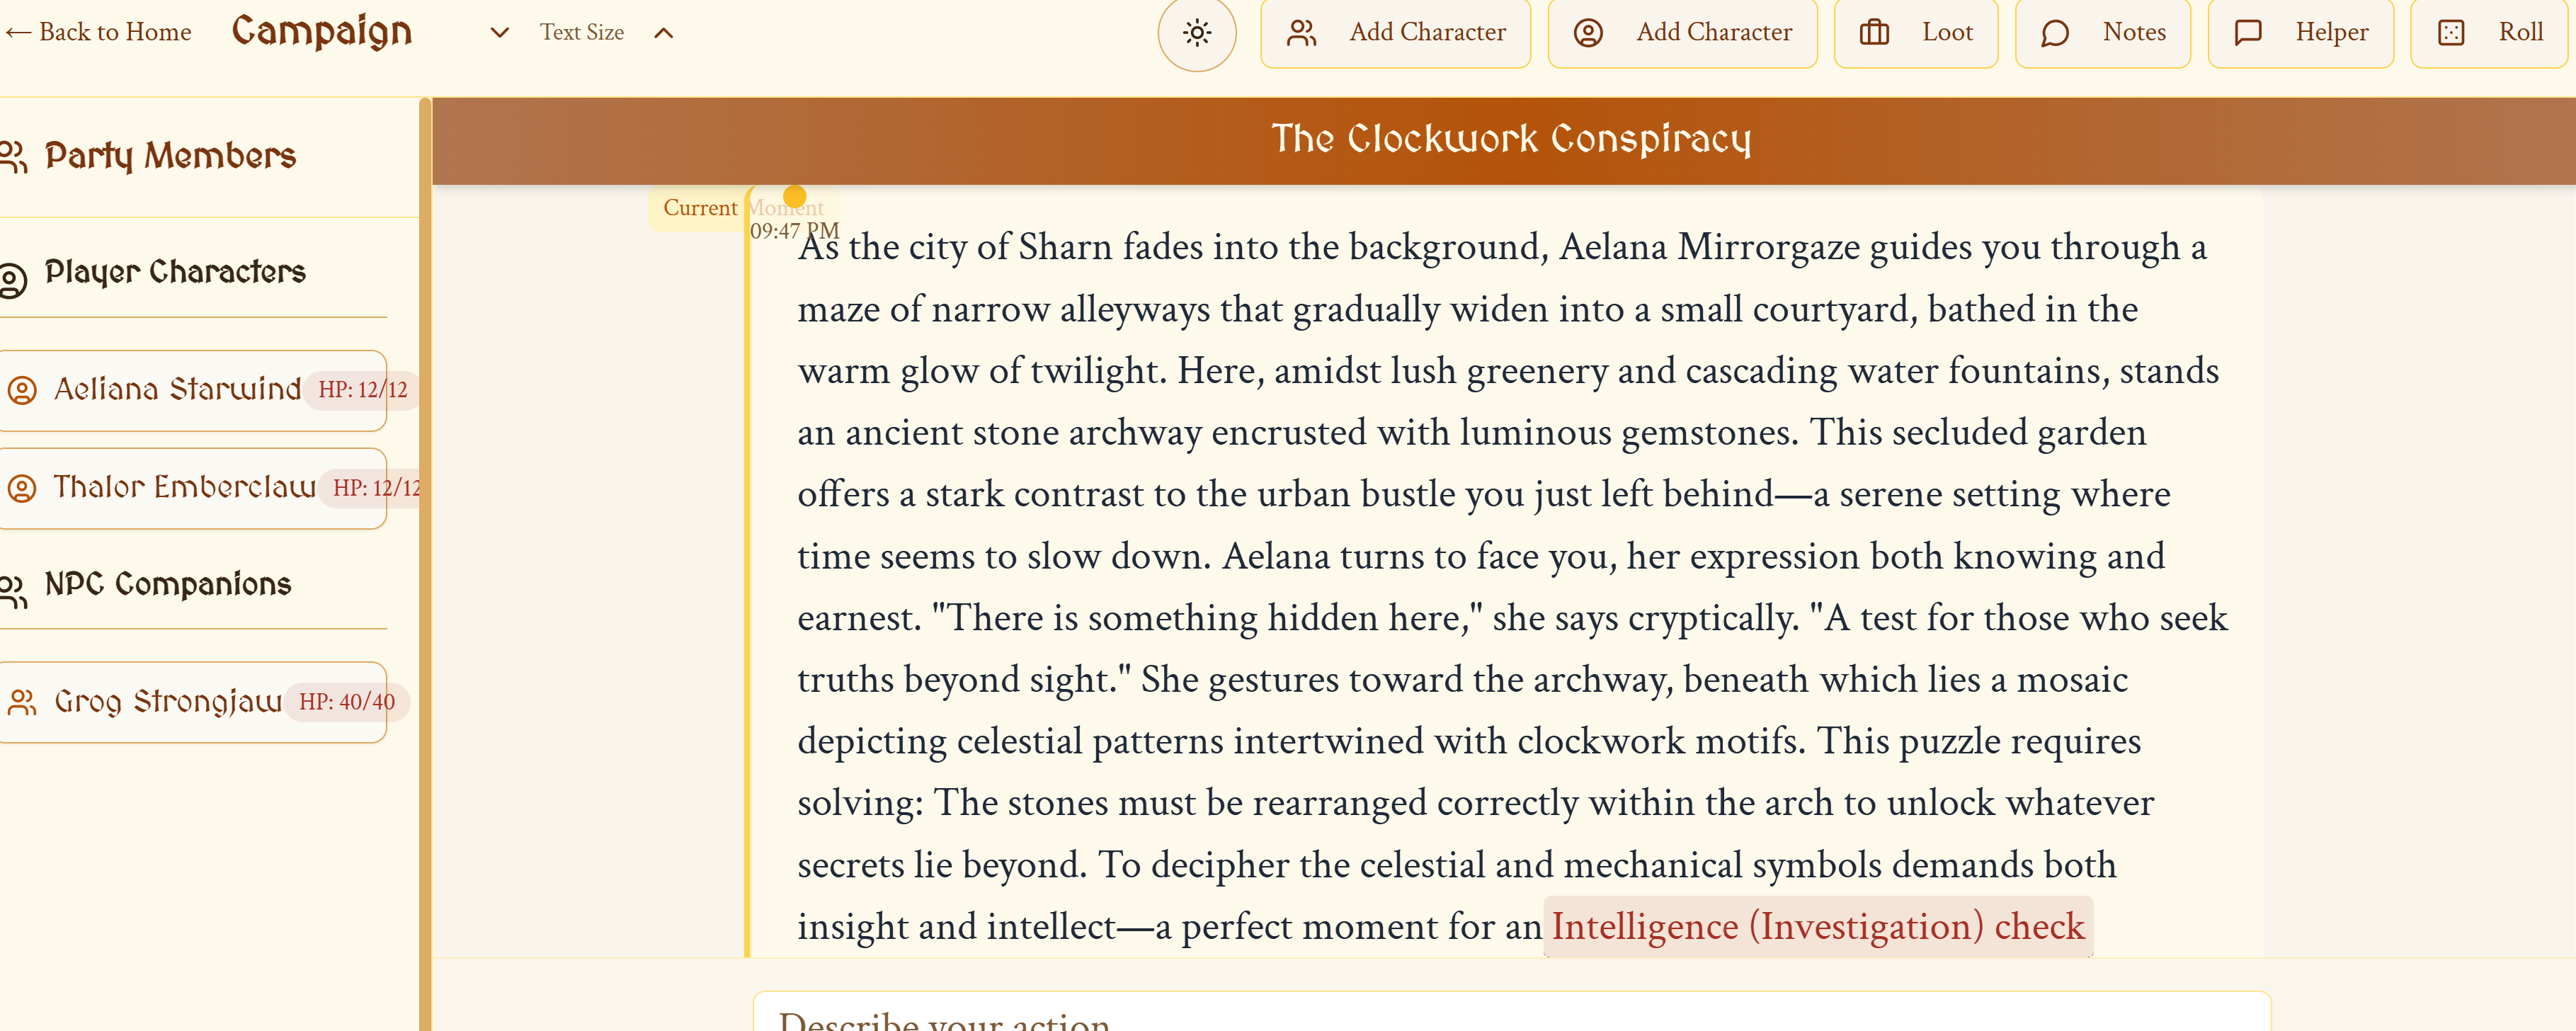 ← Back to Home
Campaign
Text Size
Add Character
Add Character
Loot
Notes
Helper
Roll
Party Members
Player Characters
Aeliana Starwind
HP: 12/12
Thalor Emberclaw
HP: 12/12
NPC Companions
Grog Strongjaw
HP: 40/40
The Clockwork Conspiracy
Current Moment
09:47 PM
As the city of Sharn fades into the background, Aelana Mirrorgaze guides you through a
maze of narrow alleyways that gradually widen into a small courtyard, bathed in the
warm glow of twilight. Here, amidst lush greenery and cascading water fountains, stands
an ancient stone archway encrusted with luminous gemstones. This secluded garden
offers a stark contrast to the urban bustle you just left behind—a serene setting where
time seems to slow down. Aelana turns to face you, her expression both knowing and
earnest. "There is something hidden here," she says cryptically. "A test for those who seek
truths beyond sight." She gestures toward the archway, beneath which lies a mosaic
depicting celestial patterns intertwined with clockwork motifs. This puzzle requires
solving: The stones must be rearranged correctly within the arch to unlock whatever
secrets lie beyond. To decipher the celestial and mechanical symbols demands both
insight and intellect—a perfect moment for an Intelligence (Investigation) check
Describe your action